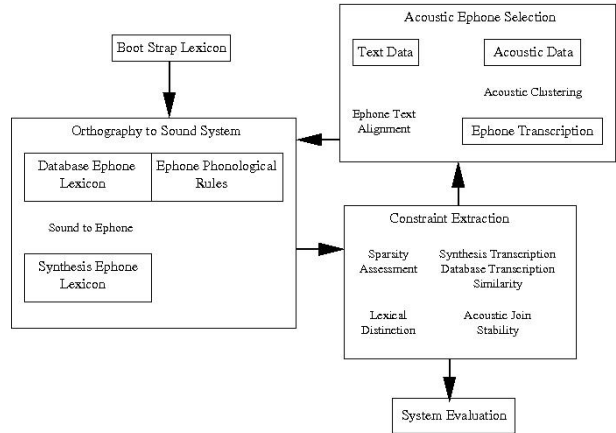 Acoustic Ephone Selection
Text Data
Acoustic Data
Acoustic Clustering
Ephone Text
Alignment
Ephone Transcription
Boot Strap Lexicon
Orthography to Sound System
Database Ephone
Lexicon
Ephone Phonological
Rules
Sound to Ephone
Synthesis Ephone
Lexicon
Constraint Extraction
Sparsity
Assessment
Synthesis Transcription
Database Transcription
Similarity
Lexical
Distinction
Acoustic Join
Stability
System Evaluation